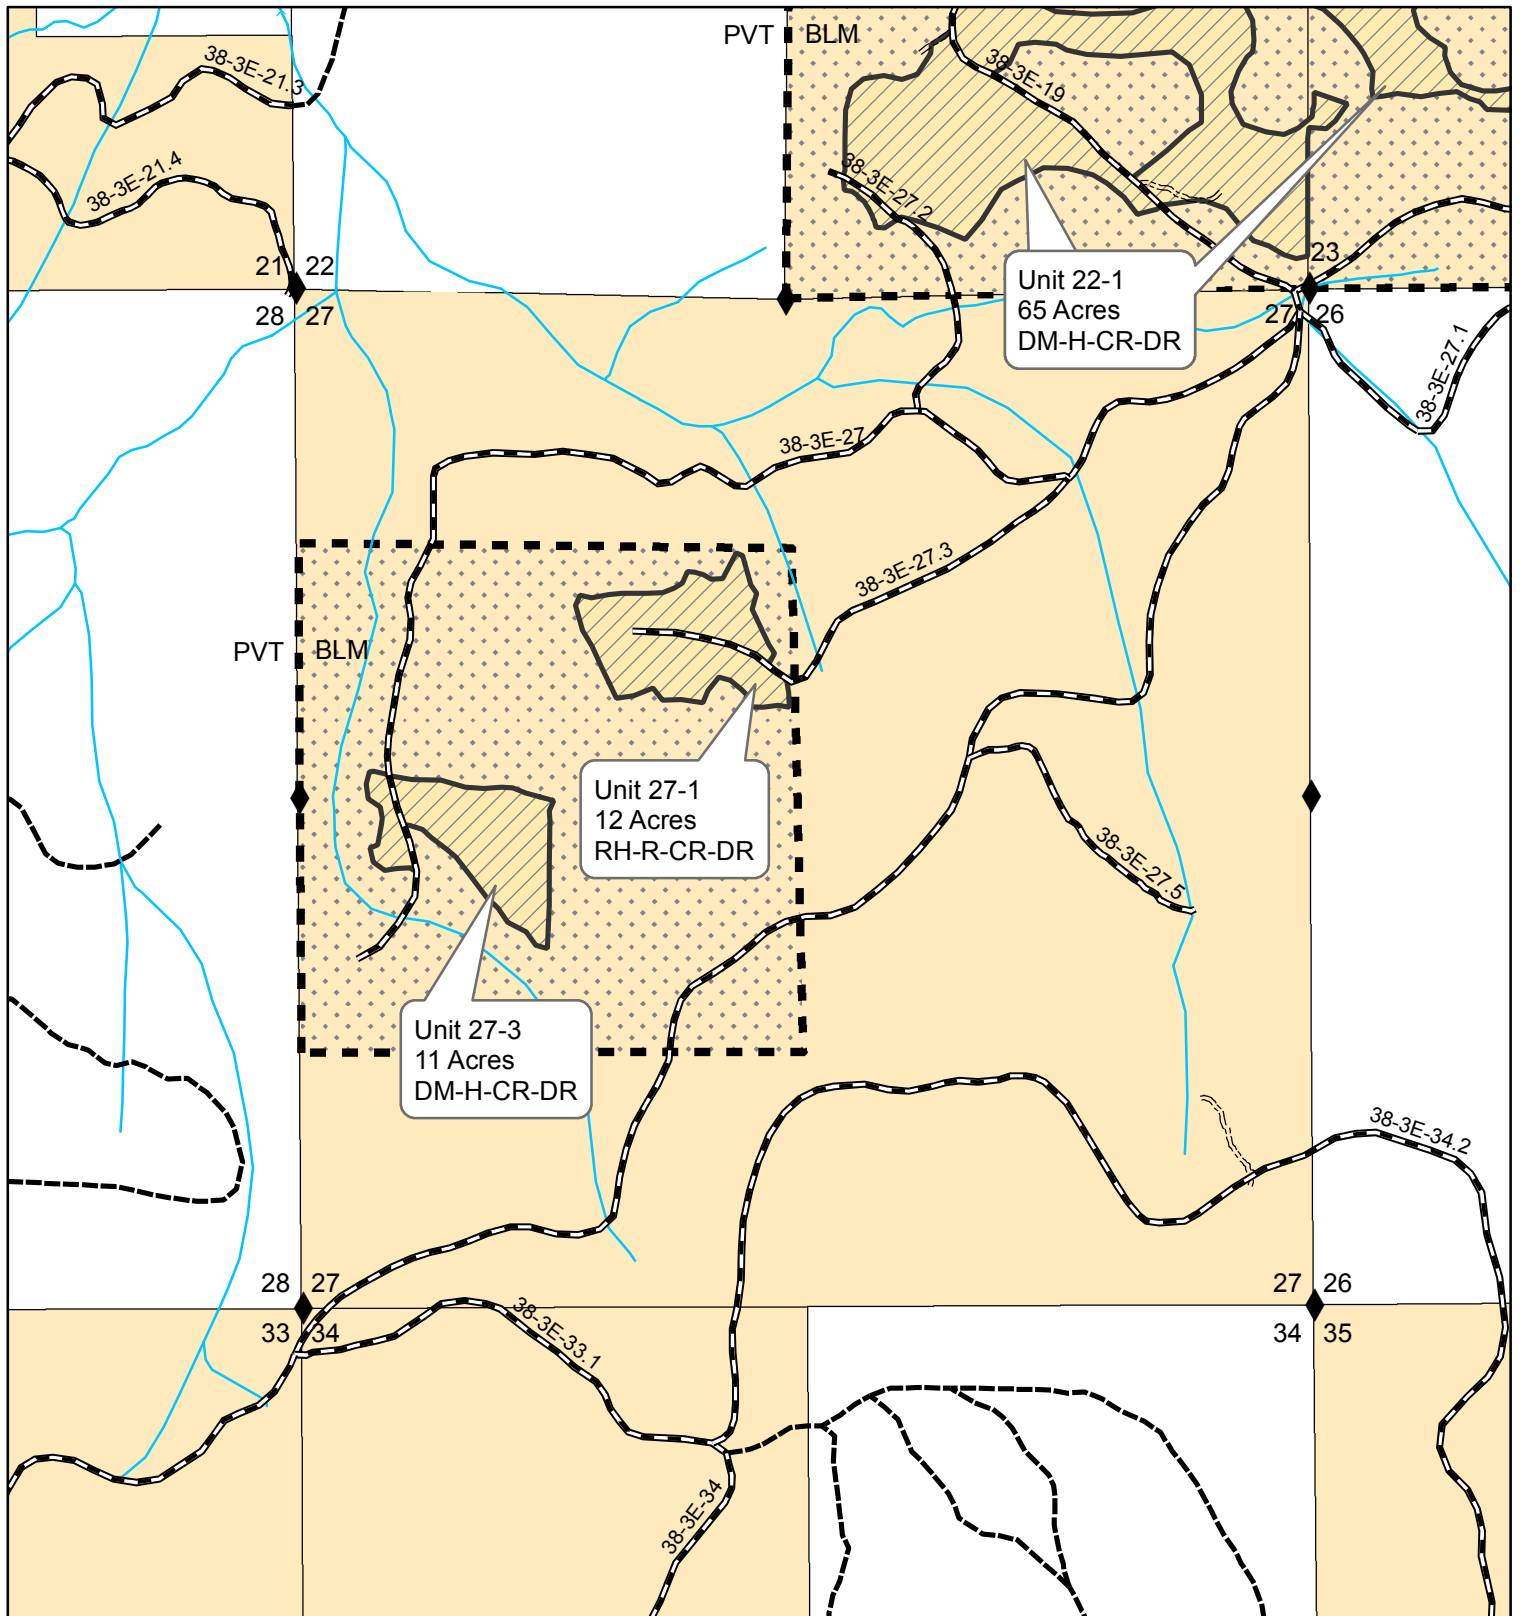 PVT
BLM
38-3E-21.3
38-3E-19
38-3E-21.4
38-3E-27.2
21
22
23
Unit 22-1
65 Acres
DM-H-CR-DR
28
27
27
26
38-3E-27.1
38-3E-27
38-3E-27.3
PVT
BLM
Unit 27-1
12 Acres
RH-R-CR-DR
38-3E-27.5
Unit 27-3
11 Acres
DM-H-CR-DR
38-3E-34.2
28
27
27
26
33
34
34
35
38-3E-33.1
38-3E-34